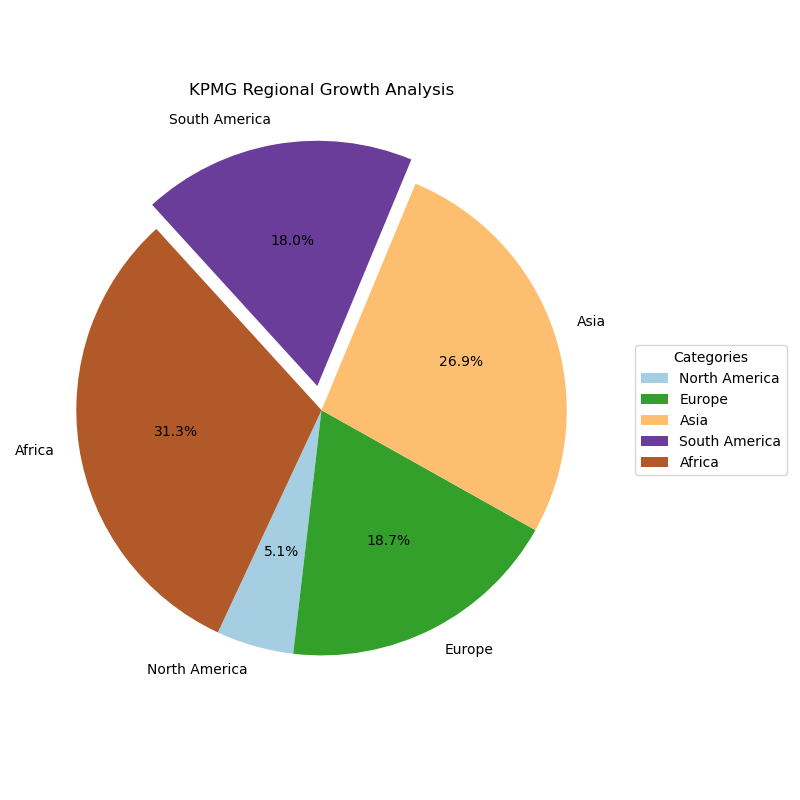 KPMG Regional Growth Analysis
South America
18.0%
Asia
26.9%
Categories
North America
Europe
Asia
South America
Africa
31.3%
Africa
18.7%
5.1%
Europe
North America